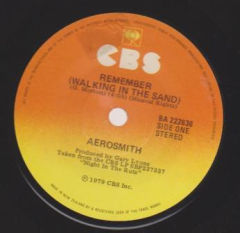 CBS
REMEMBER
(WALKING IN THE SAND)
BA 222636
SIDE ONE
STEREO
AEROSMITH
Produced by Gary Lyons
Taken from the CBS LP SBP237337
"Night In The Ruts"
℗ 1979 CBS Inc.